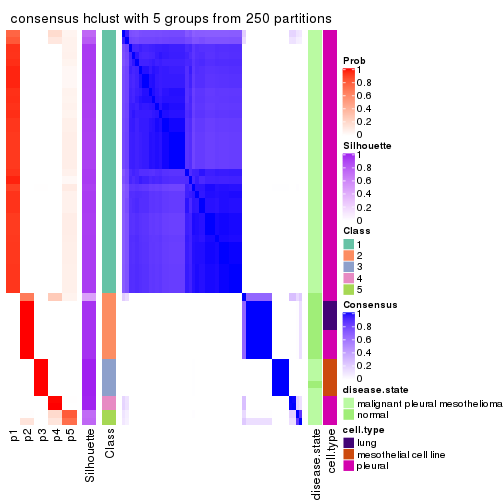 consensus hclust with 5 groups from 250 partitions
p1
p2
p3
p4
p5
Silhouette
Class
disease.state
cell.type
Prob
1
0.8
0.6
0.4
0.2
0
Silhouette
1
0.8
0.6
0.4
0.2
0
Class
1
2
3
4
5
Consensus
1
0.8
0.6
0.4
0.2
0
disease.state
malignant pleural mesothelioma
normal
cell.type
lung
mesothelial cell line
pleural